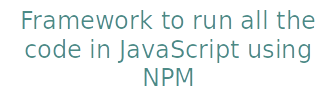 Framework to run all the
code in JavaScript using
NPM